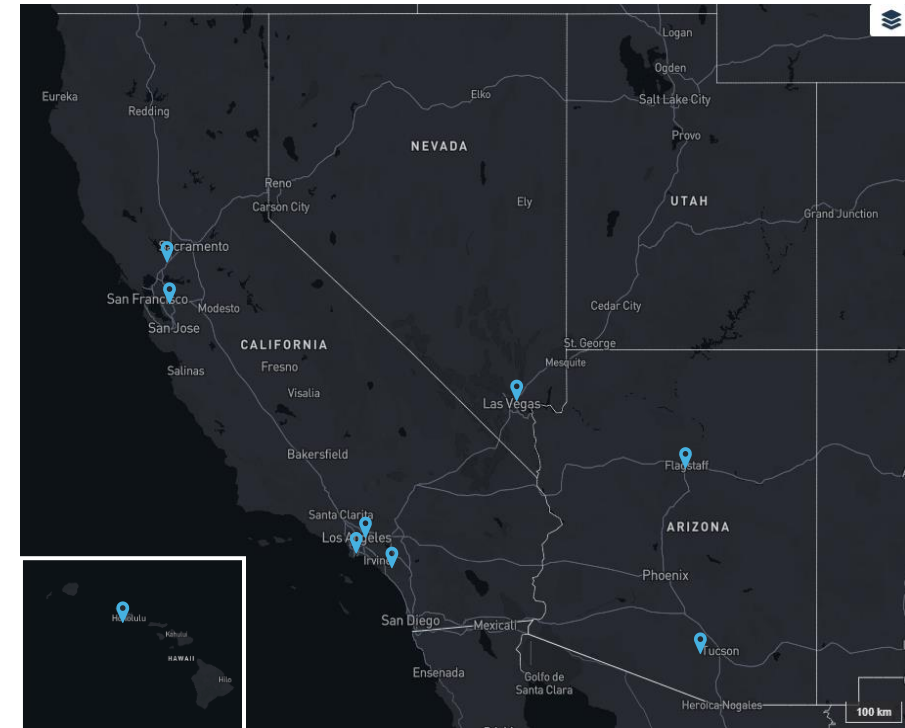 Logan
Ogden
Eureka
Elko
Salt Lake City
Redding
Provo
NEVADA
Reno
Ely
UTAH
Carson City
Grand Junction
Sacramento
San Francisco
Modesto
Cedar City
San Jose
CALIFORNIA
St. George
Fresno
Mesquite
Salinas
Visalia
Las Vegas
Bakersfield
Flagstaff
Santa Clarita
Los Angeles
ARIZONA
Irvine
Phoenix
San Diego
Mexicali
Tucson
Ensenada
Golfo de
Santa Clara
Heroica Nogales
100 km
Honolulu
Kahului
HAWAII
Hilo